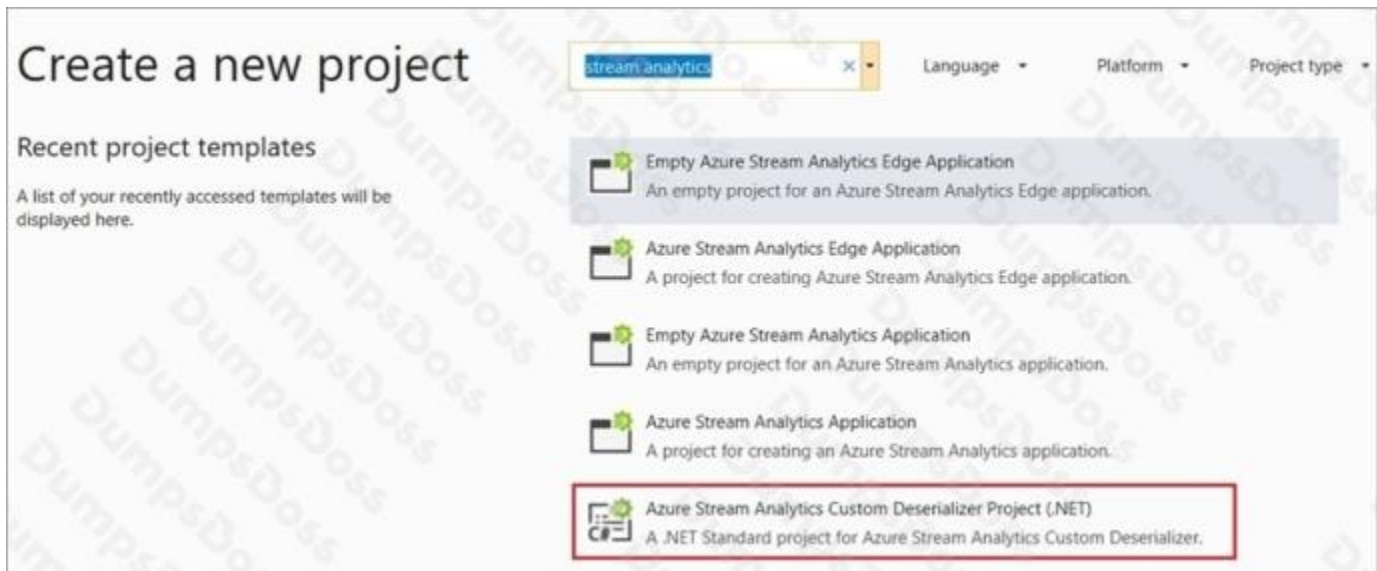 Create a new project
stream analytics
Language
Platform
Project type
Recent project templates
A list of your recently accessed templates will be
displayed here.
Empty Azure Stream Analytics Edge Application
An empty project for an Azure Stream Analytics Edge application.
Azure Stream Analytics Edge Application
A project for creating Azure Stream Analytics Edge application.
Empty Azure Stream Analytics Application
An empty project for an Azure Stream Analytics application.
Azure Stream Analytics Application
A project for creating an Azure Stream Analytics application.
C#
Azure Stream Analytics Custom Deserializer Project (.NET)
A .NET Standard project for Azure Stream Analytics Custom Deserializer.
DumpsDoss